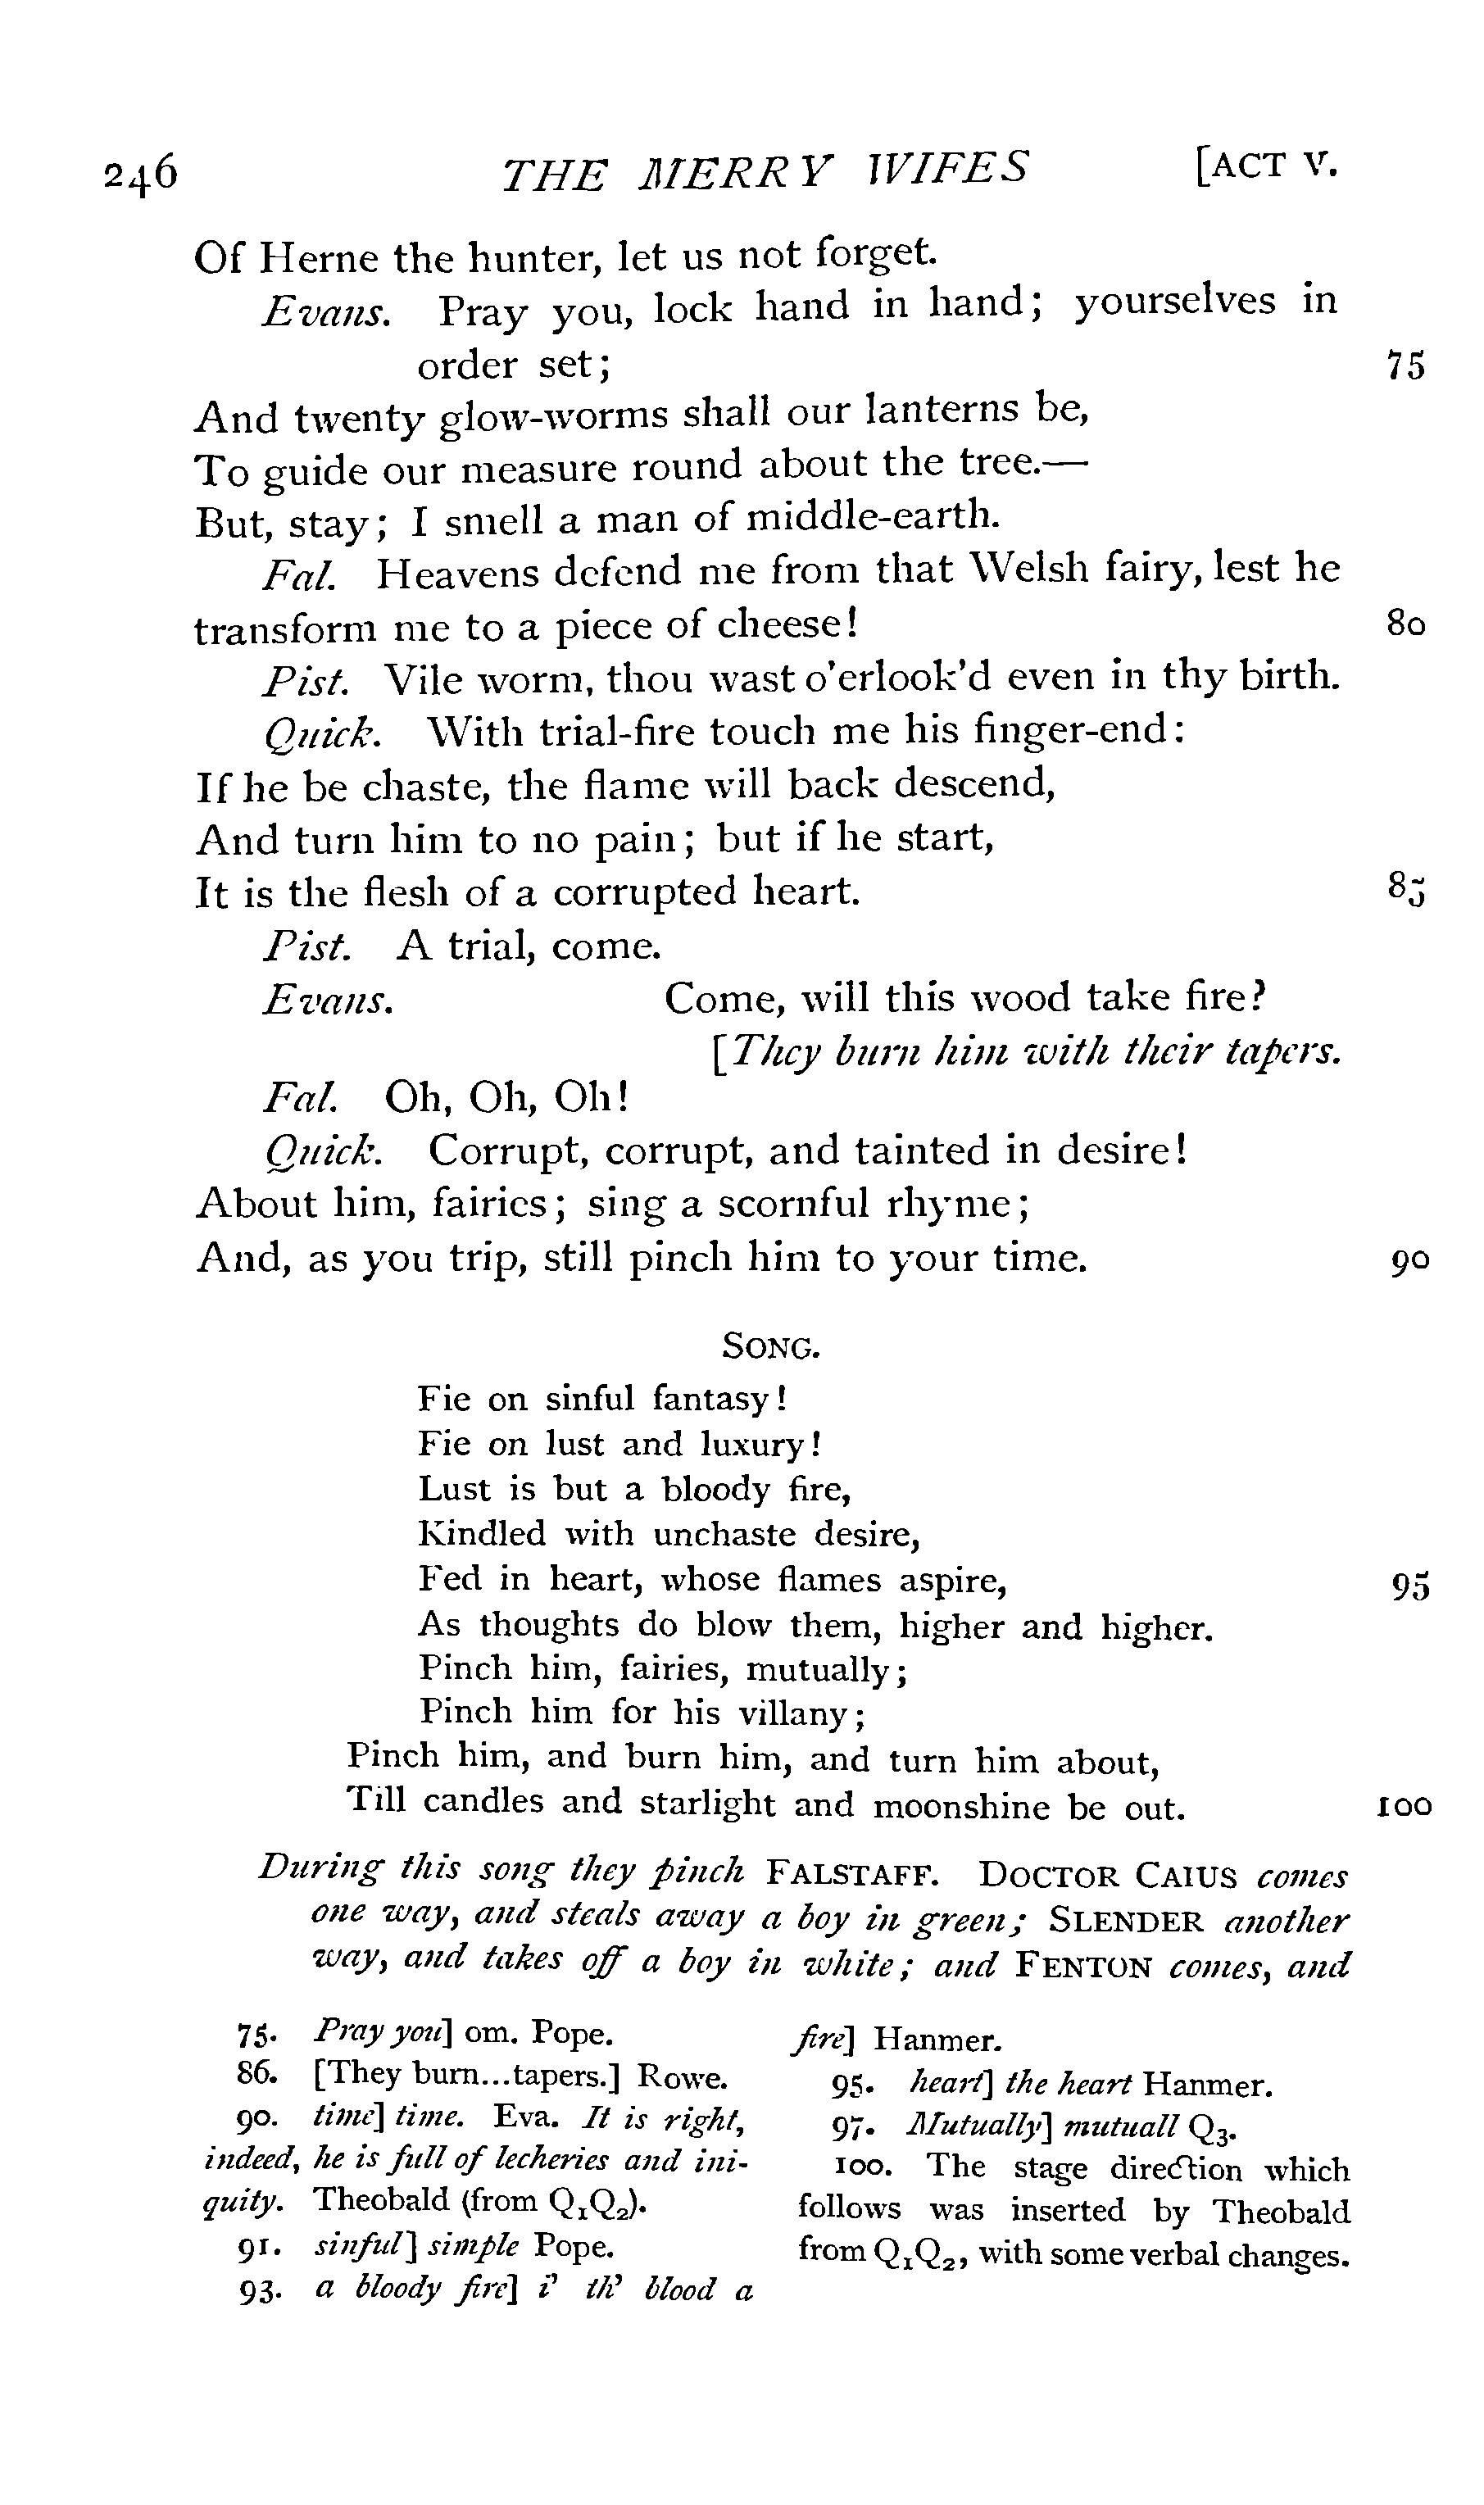 246 THE MERRY WIFES [ACT V.
Of Herne the hunter, let us not forget.
Evans. Pray you, lock hand in hand; yourselves in
order set; 75
And twenty glow-worms shall our lanterns be,
To guide our measure round about the tree.—
But, stay; I smell a man of middle-earth.
Fal. Heavens defend me from that Welsh fairy, lest he
transform me to a piece of cheese! 80
Pist. Vile worm, thou wast o'erlook'd even in thy birth.
Quick. With trial-fire touch me his finger-end:
If he be chaste, the flame will back descend,
And turn him to no pain; but if he start,
It is the flesh of a corrupted heart. 85
Pist. A trial, come.
Evans. Come, will this wood take fire?
[They burn him with their tapers.
Fal. Oh, Oh, Oh!
Quick. Corrupt, corrupt, and tainted in desire!
About him, fairies; sing a scornful rhyme;
And, as you trip, still pinch him to your time. 90
SONG.
Fie on sinful fantasy!
Fie on lust and luxury!
Lust is but a bloody fire,
Kindled with unchaste desire,
Fed in heart, whose flames aspire, 95
As thoughts do blow them, higher and higher.
Pinch him, fairies, mutually;
Pinch him for his villany;
Pinch him, and burn him, and turn him about,
Till candles and starlight and moonshine be out. 100
During this song they pinch FALSTAFF. DOCTOR CAIUS comes
one way, and steals away a boy in green; SLENDER another
way, and takes off a boy in white; and FENTON comes, and
75. Pray you] om. Pope.
86. [They burn...tapers.] Rowe.
90. time] time. Eva. It is right,
indeed, he is full of lecheries and ini-
quity. Theobald (from Q1Q2).
91. sinful] simple Pope.
93. a bloody fire] i' th' blood a
fire] Hanmer.
95. heart] the heart Hanmer.
97. Mutually] mutuall Q3.
100. The stage direction which
follows was inserted by Theobald
from Q1Q2, with some verbal changes.